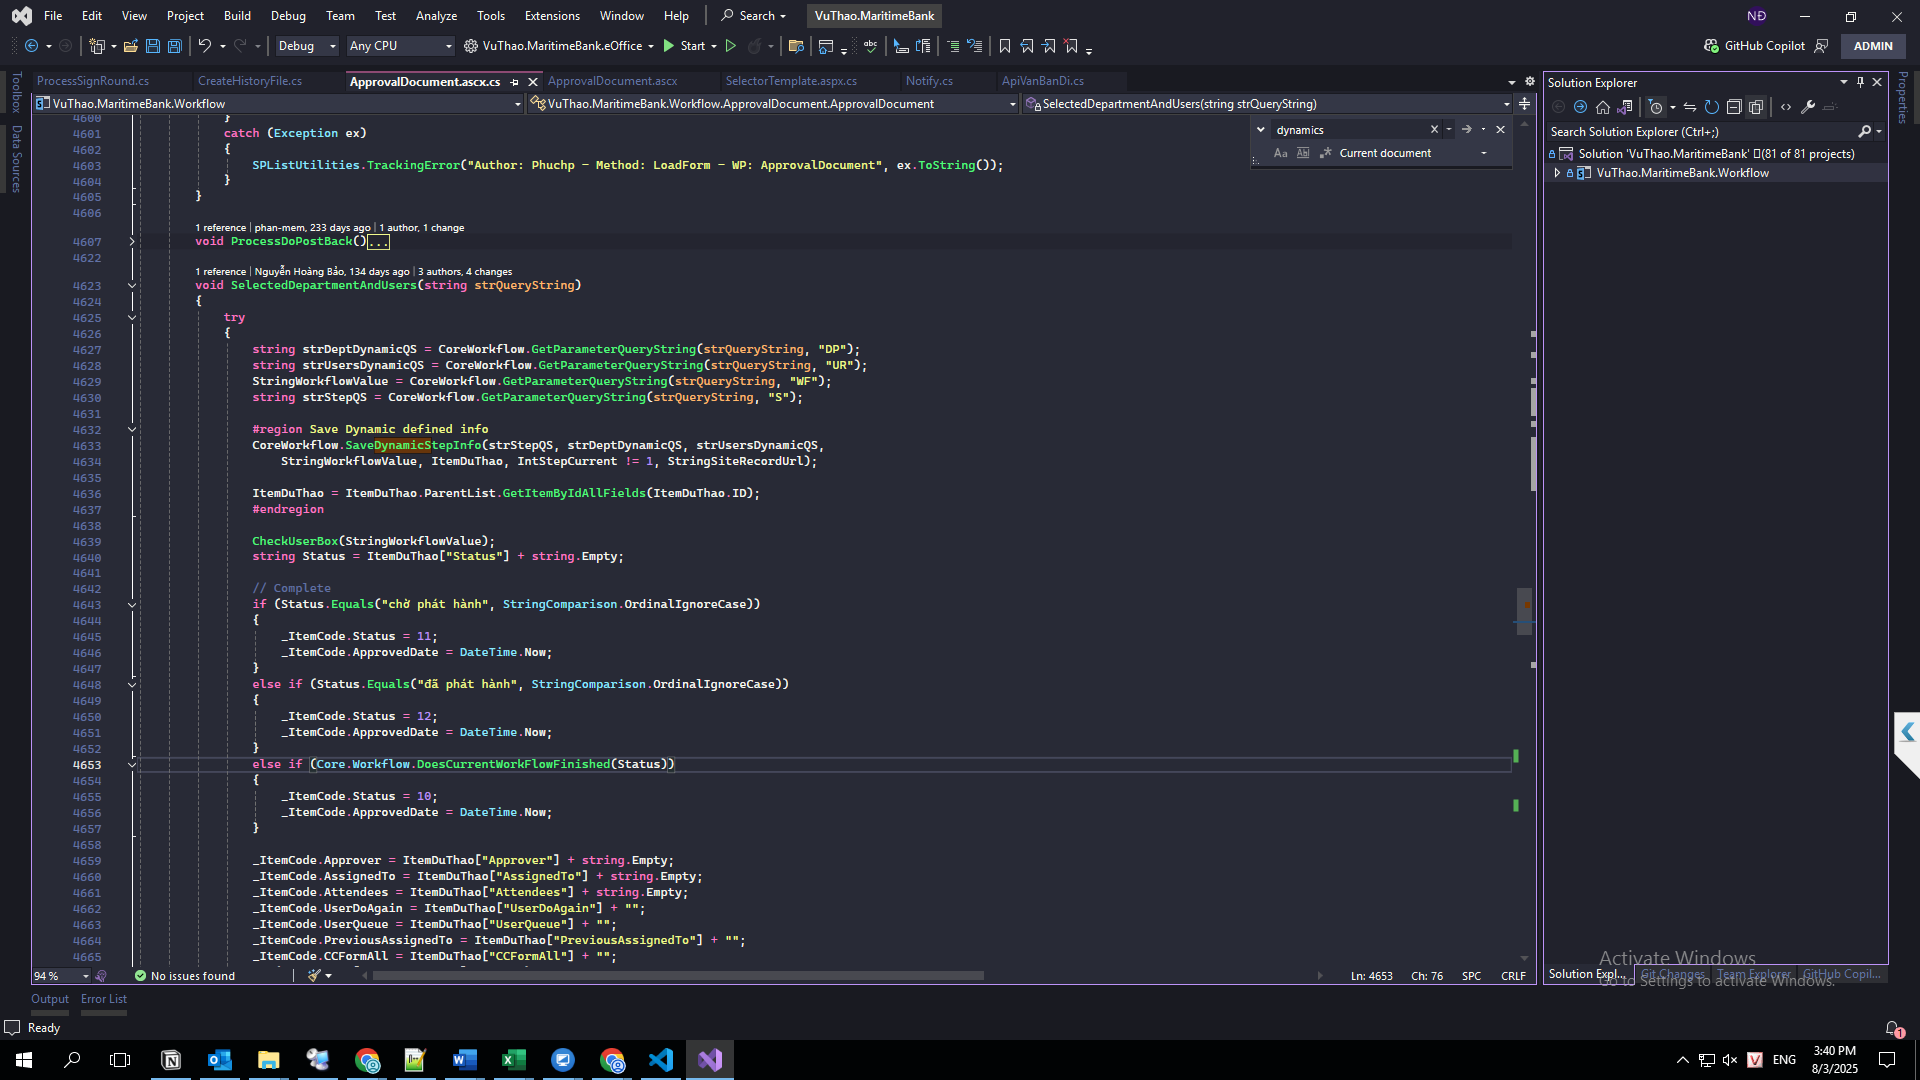 File Edit View Project Build Debug Team Test Analyze Tools Extensions Window Help Search VuThao.MaritimeBank NĐ
Debug Any CPU VuThao.MaritimeBank.eOffice Start GitHub Copilot ADMIN
ProcessSignRound.cs CreateHistoryFile.cs ApprovalDocument.ascx.cs ApprovalDocument.ascx SelectorTemplate.aspx.cs Notify.cs ApiVanBanDi.cs
VuThao.MaritimeBank.Workflow VuThao.MaritimeBank.Workflow.ApprovalDocument.ApprovalDocument SelectedDepartmentAndUsers(string strQueryString)
Toolbox
Data Sources
dynamics
Aa Current document
4600 }
4601 catch (Exception ex)
4602 {
4603 SPListUtilities.TrackingError("Author: Phuchp - Method: LoadForm - WP: ApprovalDocument", ex.ToString());
4604 }
4605 }
4606
1 reference | phan-mem, 233 days ago | 1 author, 1 change
4607 void ProcessDoPostBack()...
4622
1 reference | Nguyễn Hoàng Bảo, 134 days ago | 3 authors, 4 changes
4623 void SelectedDepartmentAndUsers(string strQueryString)
4624 {
4625 try
4626 {
4627 string strDeptDynamicQS = CoreWorkflow.GetParameterQueryString(strQueryString, "DP");
4628 string strUsersDynamicQS = CoreWorkflow.GetParameterQueryString(strQueryString, "UR");
4629 StringWorkflowValue = CoreWorkflow.GetParameterQueryString(strQueryString, "WF");
4630 string strStepQS = CoreWorkflow.GetParameterQueryString(strQueryString, "S");
4631
4632 #region Save Dynamic defined info
4633 CoreWorkflow.SaveDynamicStepInfo(strStepQS, strDeptDynamicQS, strUsersDynamicQS,
4634 StringWorkflowValue, ItemDuThao, IntStepCurrent != 1, StringSiteRecordUrl);
4635
4636 ItemDuThao = ItemDuThao.ParentList.GetItemByIdAllFields(ItemDuThao.ID);
4637 #endregion
4638
4639 CheckUserBox(StringWorkflowValue);
4640 string Status = ItemDuThao["Status"] + string.Empty;
4641
4642 // Complete
4643 if (Status.Equals("chờ phát hành", StringComparison.OrdinalIgnoreCase))
4644 {
4645 _ItemCode.Status = 11;
4646 _ItemCode.ApprovedDate = DateTime.Now;
4647 }
4648 else if (Status.Equals("đã phát hành", StringComparison.OrdinalIgnoreCase))
4649 {
4650 _ItemCode.Status = 12;
4651 _ItemCode.ApprovedDate = DateTime.Now;
4652 }
4653 else if (Core.Workflow.DoesCurrentWorkFlowFinished(Status))
4654 {
4655 _ItemCode.Status = 10;
4656 _ItemCode.ApprovedDate = DateTime.Now;
4657 }
4658
4659 _ItemCode.Approver = ItemDuThao["Approver"] + string.Empty;
4660 _ItemCode.AssignedTo = ItemDuThao["AssignedTo"] + string.Empty;
4661 _ItemCode.Attendees = ItemDuThao["Attendees"] + string.Empty;
4662 _ItemCode.UserDoAgain = ItemDuThao["UserDoAgain"] + "";
4663 _ItemCode.UserQueue = ItemDuThao["UserQueue"] + "";
4664 _ItemCode.PreviousAssignedTo = ItemDuThao["PreviousAssignedTo"] + "";
4665 _ItemCode.CCFormAll = ItemDuThao["CCFormAll"] + "";
94 % No issues found Ln: 4653 Ch: 76 SPC CRLF
Solution Explorer
Search Solution Explorer (Ctrl+;)
Solution 'VuThao.MaritimeBank' (81 of 81 projects)
VuThao.MaritimeBank.Workflow
Properties
Activate Windows
Go to Settings to activate Windows.
Solution Expl... Git Changes Team Explorer GitHub Copil...
Output Error List
Ready
1
ENG
3:40 PM
8/3/2025